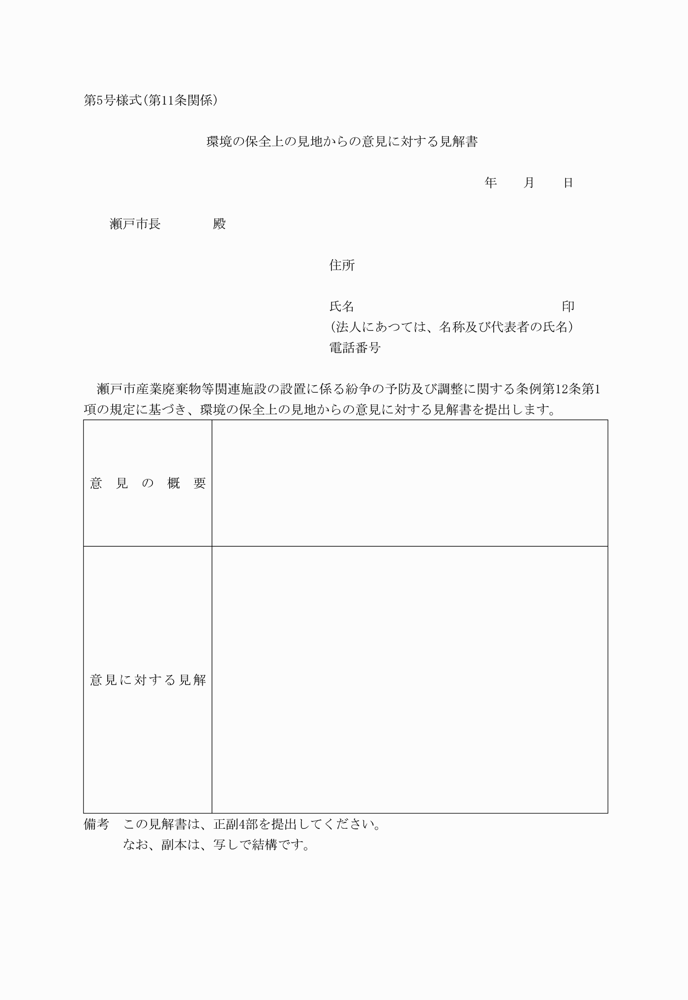 第5号様式(第11条関係)
環境の保全上の見地からの意見に対する見解書
年　　月　　日
瀬戸市長　　　　殿
住所
氏名　　　　　　　　　　　　　　　　印
(法人にあつては、名称及び代表者の氏名)
電話番号
瀬戸市産業廃棄物等関連施設の設置に係る紛争の予防及び調整に関する条例第12条第1
項の規定に基づき、環境の保全上の見地からの意見に対する見解書を提出します。
意　見　の　概　要
意見に対する見解
備考　この見解書は、正副4部を提出してください。
なお、副本は、写しで結構です。